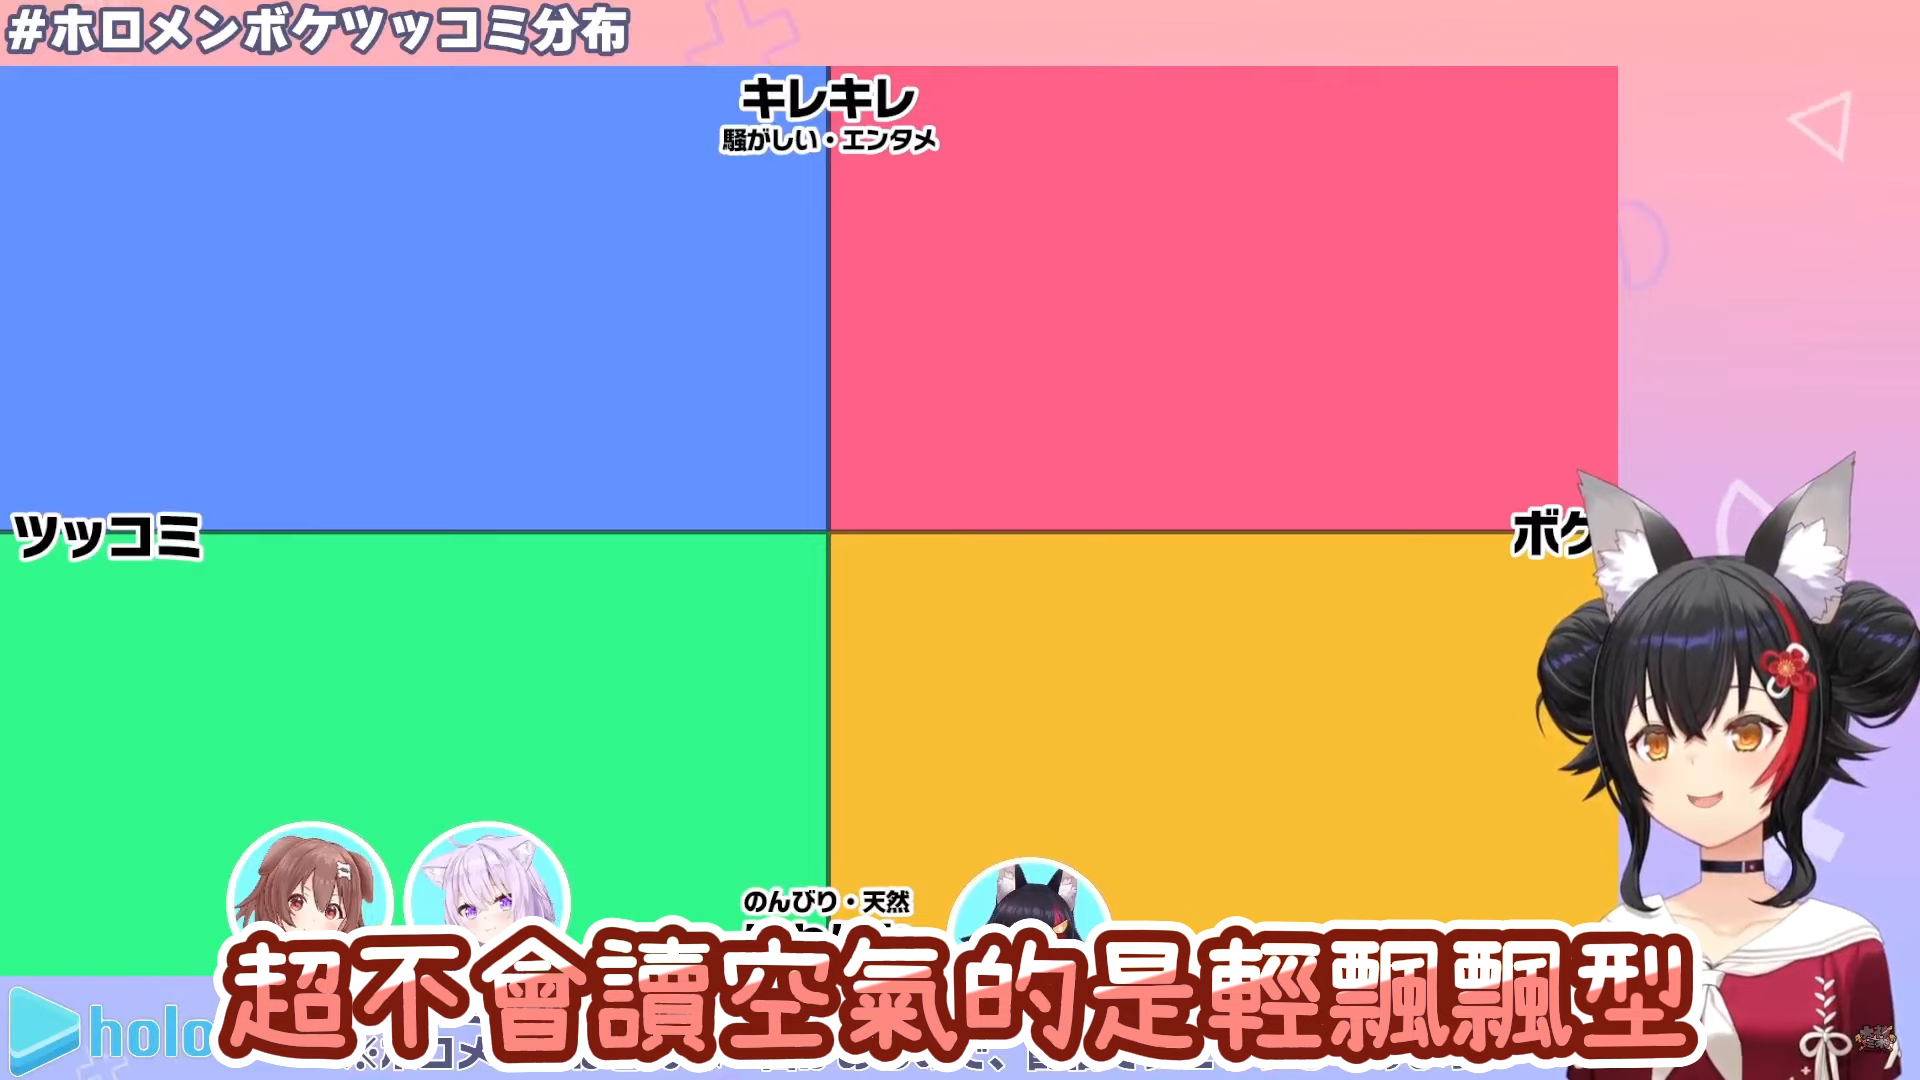 #ホロメンボケツッコミ分布
キレキレ
騒がしい・エンタメ
ツッコミ
ボケ
のんびり・天然
超不會讀空氣的是輕飄飄型
holo